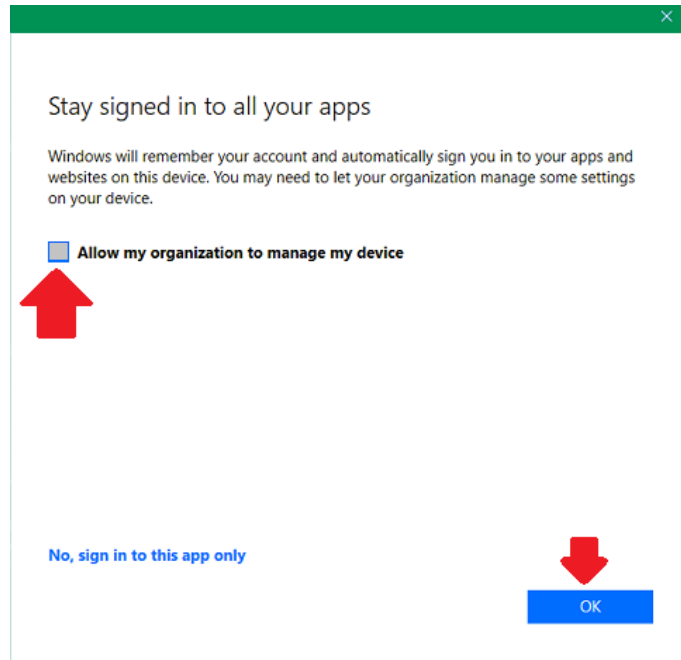 Stay signed in to all your apps
Windows will remember your account and automatically sign you in to your apps and
websites on this device. You may need to let your organization manage some settings
on your device.
Allow my organization to manage my device
No, sign in to this app only
OK